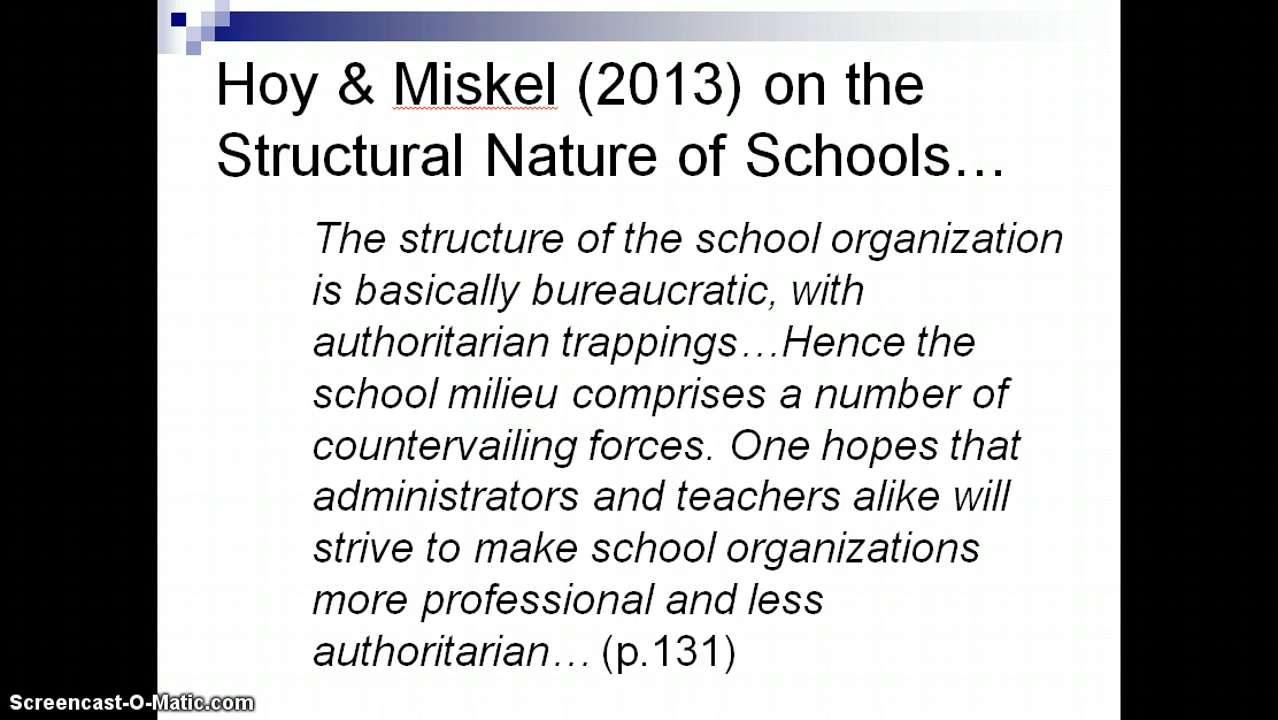 Hoy & Miskel (2013) on the
Structural Nature of Schools…
The structure of the school organization
is basically bureaucratic, with
authoritarian trappings…Hence the
school milieu comprises a number of
countervailing forces. One hopes that
administrators and teachers alike will
strive to make school organizations
more professional and less
authoritarian… (p.131)
Screencast-O-Matic.com